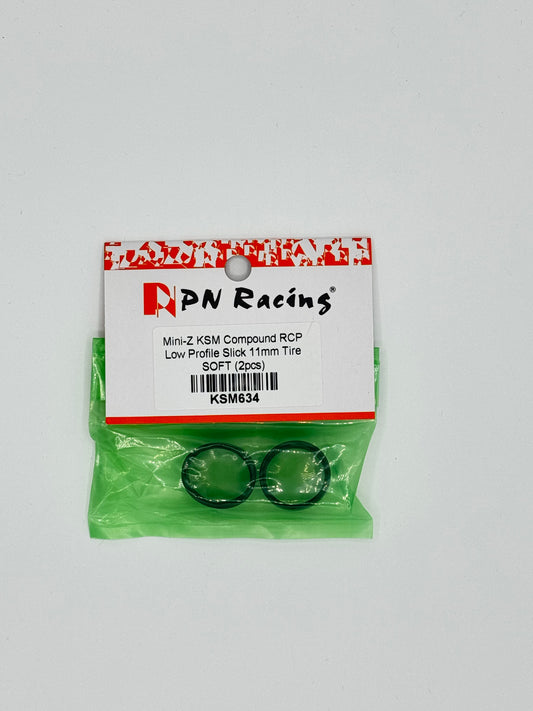 PN Racing®
Mini-Z KSM Compound RCP
Low Profile Slick 11mm Tire
SOFT (2pcs)
KSM634